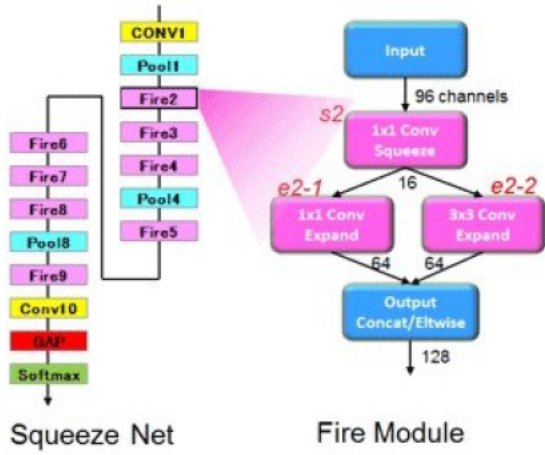 CONV1
Pool1
Fire2
Fire3
Fire4
Pool4
Fire5
Fire6
Fire7
Fire8
Pool8
Fire9
Conv10
GAP
Softmax
Squeeze Net
Input
96 channels
s2
1x1 Conv
Squeeze
16
e2-1
e2-2
1x1 Conv
Expand
3x3 Conv
Expand
64
64
Output
Concat/Eltwise
128
Fire Module